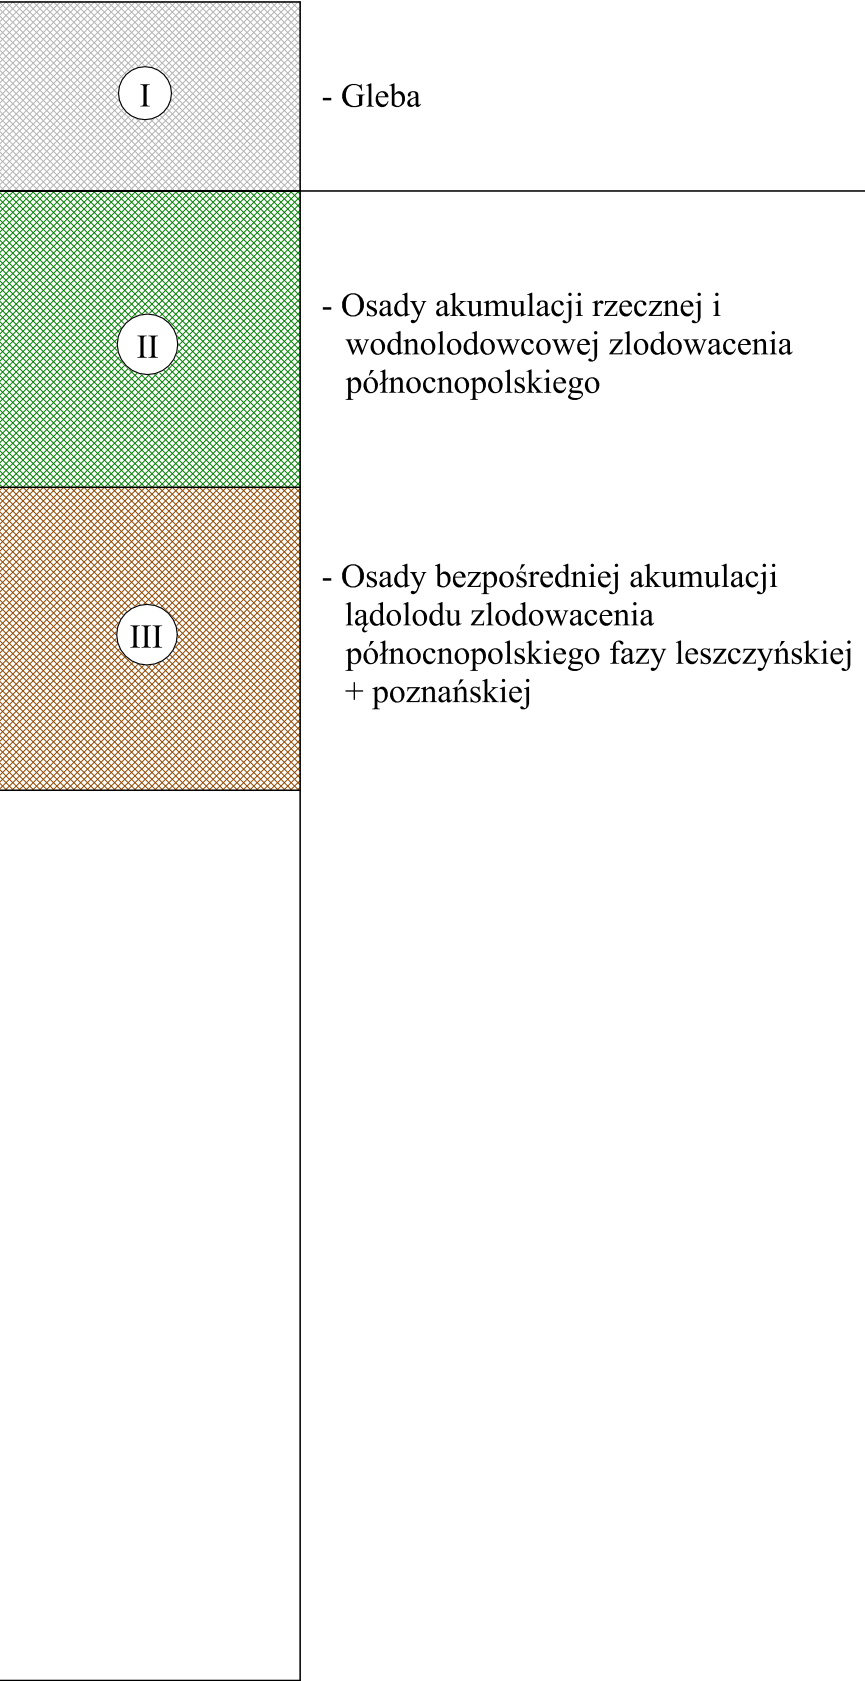 I
- Gleba
II
- Osady akumulacji rzecznej i
wodnolodowcowej zlodowacenia
północnopolskiego
III
- Osady bezpośredniej akumulacji
lądolodu zlodowacenia
północnopolskiego fazy leszczyńskiej
+ poznańskiej